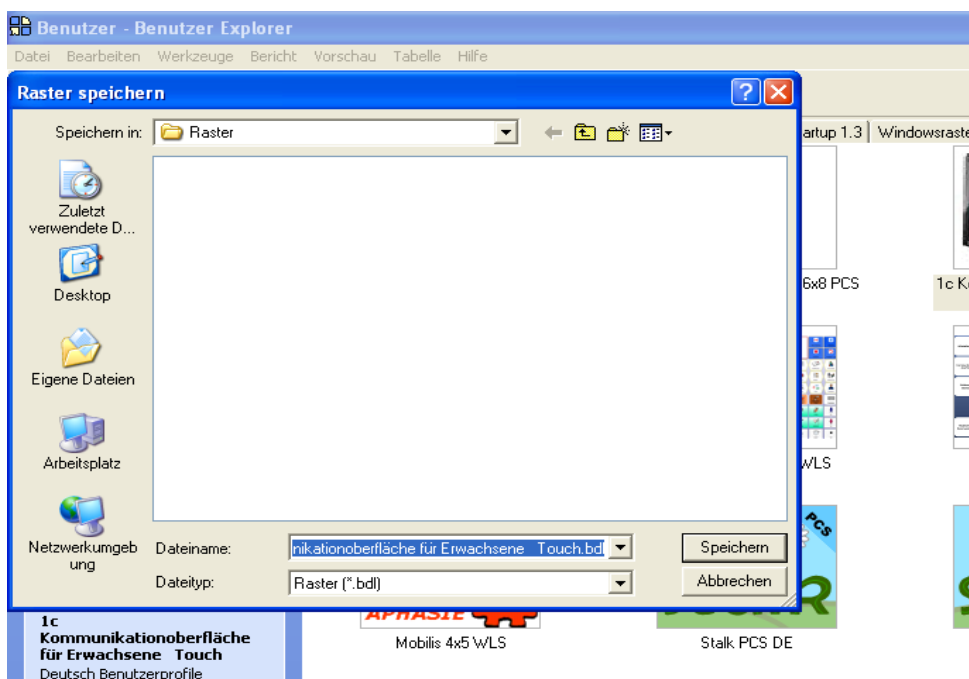 Benutzer - Benutzer Explorer
Datei Bearbeiten Werkzeuge Bericht Vorschau Tabelle Hilfe
Raster speichern
Speichern in: Raster
artup 1.3 Windowsraste
Zuletzt
verwendete D...
Desktop
6x8 PCS
1c K
Eigene Dateien
Arbeitsplatz
WLS
PCS
Netzwerkumgeb
ung
Dateiname: nikationoberfläche für Erwachsene Touch.bdl Speichern
Dateityp: Raster (*.bdl) Abbrechen
1c
Kommunikationoberfläche
für Erwachsene Touch
Deutsch Benutzerprofile
APHASIE
Mobilis 4x5 WLS
Stalk PCS DE